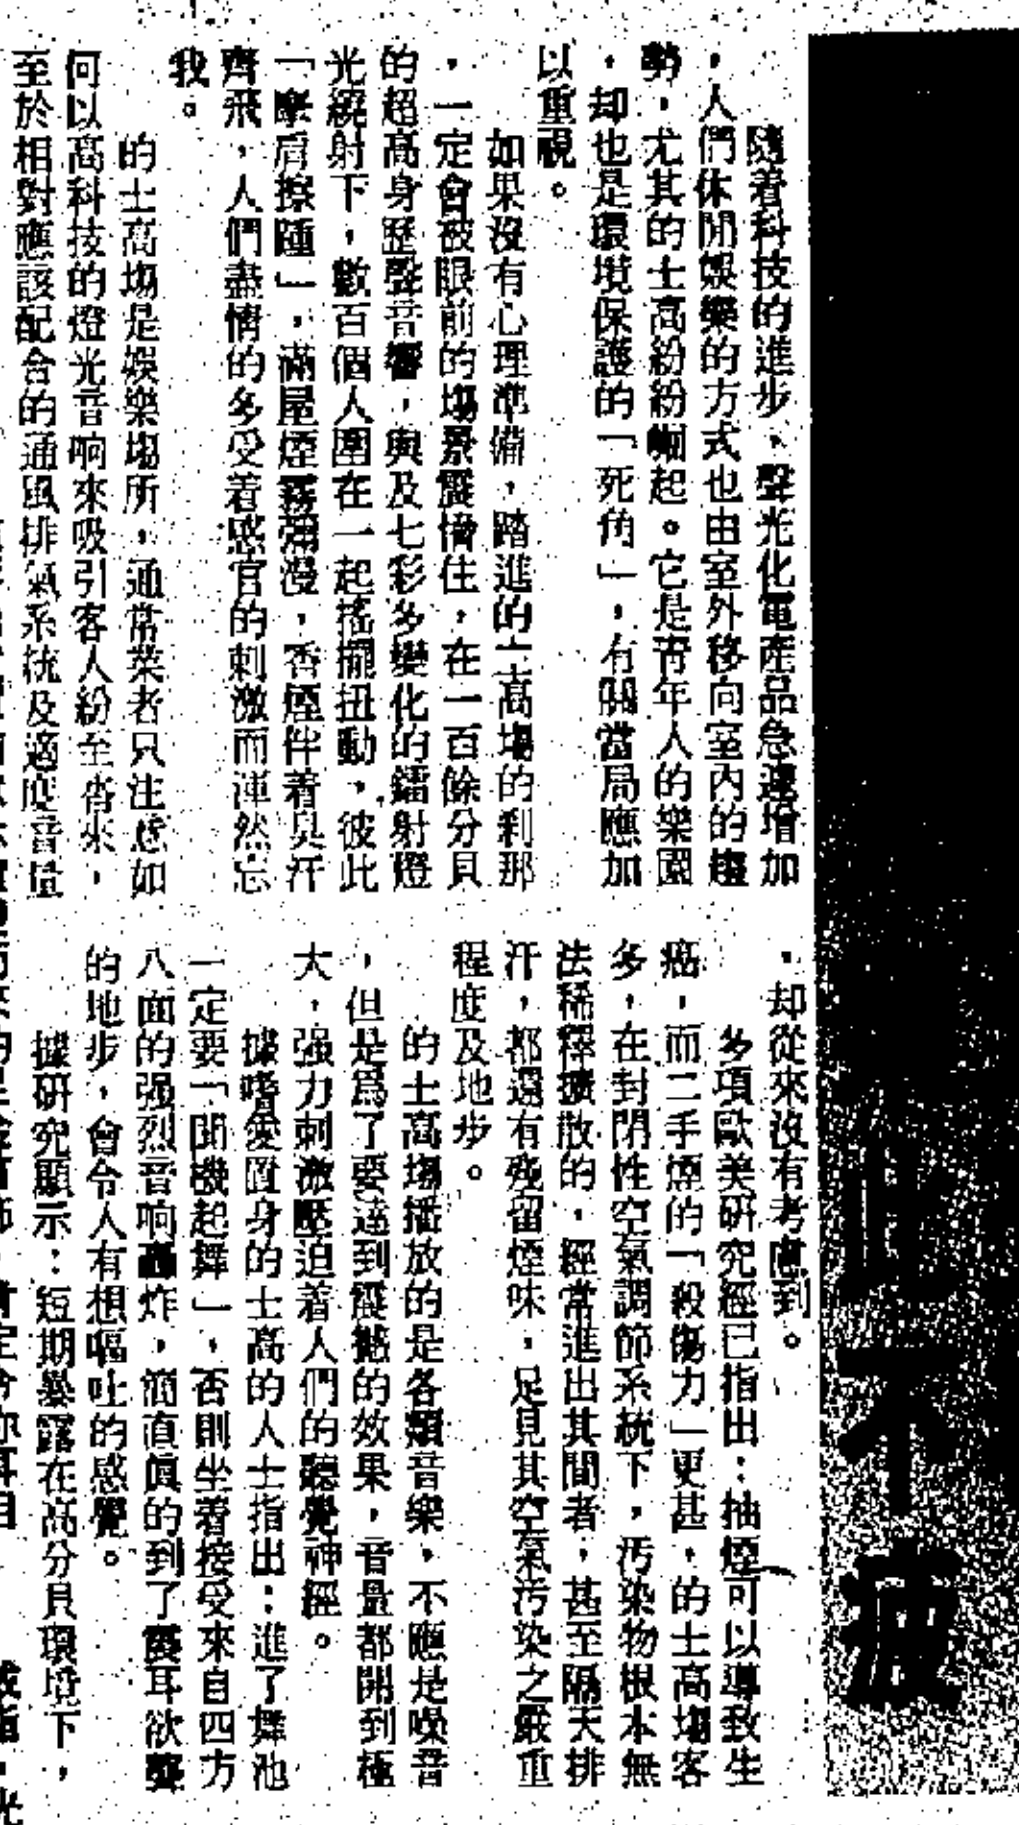 此不疲
隨着科技的進步，聲光化電產品急遽增加
，人們休閒娛樂的方式也由室外移向室內的趨
勢，尤其的士高紛紛崛起。它是青年人的樂園
，却也是環境保護的「死角」，有關當局應加
以重視。
如果沒有心理準備，踏進的士高場的剎那
，一定會被眼前的場景震懾住，在一百餘分貝
的超高身歷聲音響，與及七彩多變化的鐳射燈
光繞射下，數百個人圍在一起搖擺扭動，彼此
「摩肩擦踵」，滿屋煙霧瀰漫，香煙伴着臭汗
齊飛，人們盡情的多受着感官的刺激而渾然忘
我。
的士高場是娛樂場所，通常業者只注意如
何以高科技的燈光音响來吸引客人紛至沓來，
至於相對應該配合的通風排氣系統及適度音量
，却從來沒有考慮到。
多項歐美研究經已指出：抽煙可以導致生
癌，而二手煙的「殺傷力」更甚，的士高場客
多，在封閉性空氣調節系統下，污染物根本無
法稀釋擴散的，經常進出其間者，甚至隔天排
汗，都還有殘留煙味，足見其空氣污染之嚴重
程度及地步。
的士高場播放的是各類音樂，不應是噪音
，但是爲了要達到震撼的效果，音量都開到極
大，强力刺激壓迫着人們的聽覺神經。
據嗜愛置身的士高的人士指出：進了舞池
一定要「聞機起舞」，否則坐着接受來自四方
八面的强烈音响轟炸，簡直眞的到了震耳欲聾
的地步，會令人有想嘔吐的感覺。
據研究顯示：短期暴露在高分貝環境下，